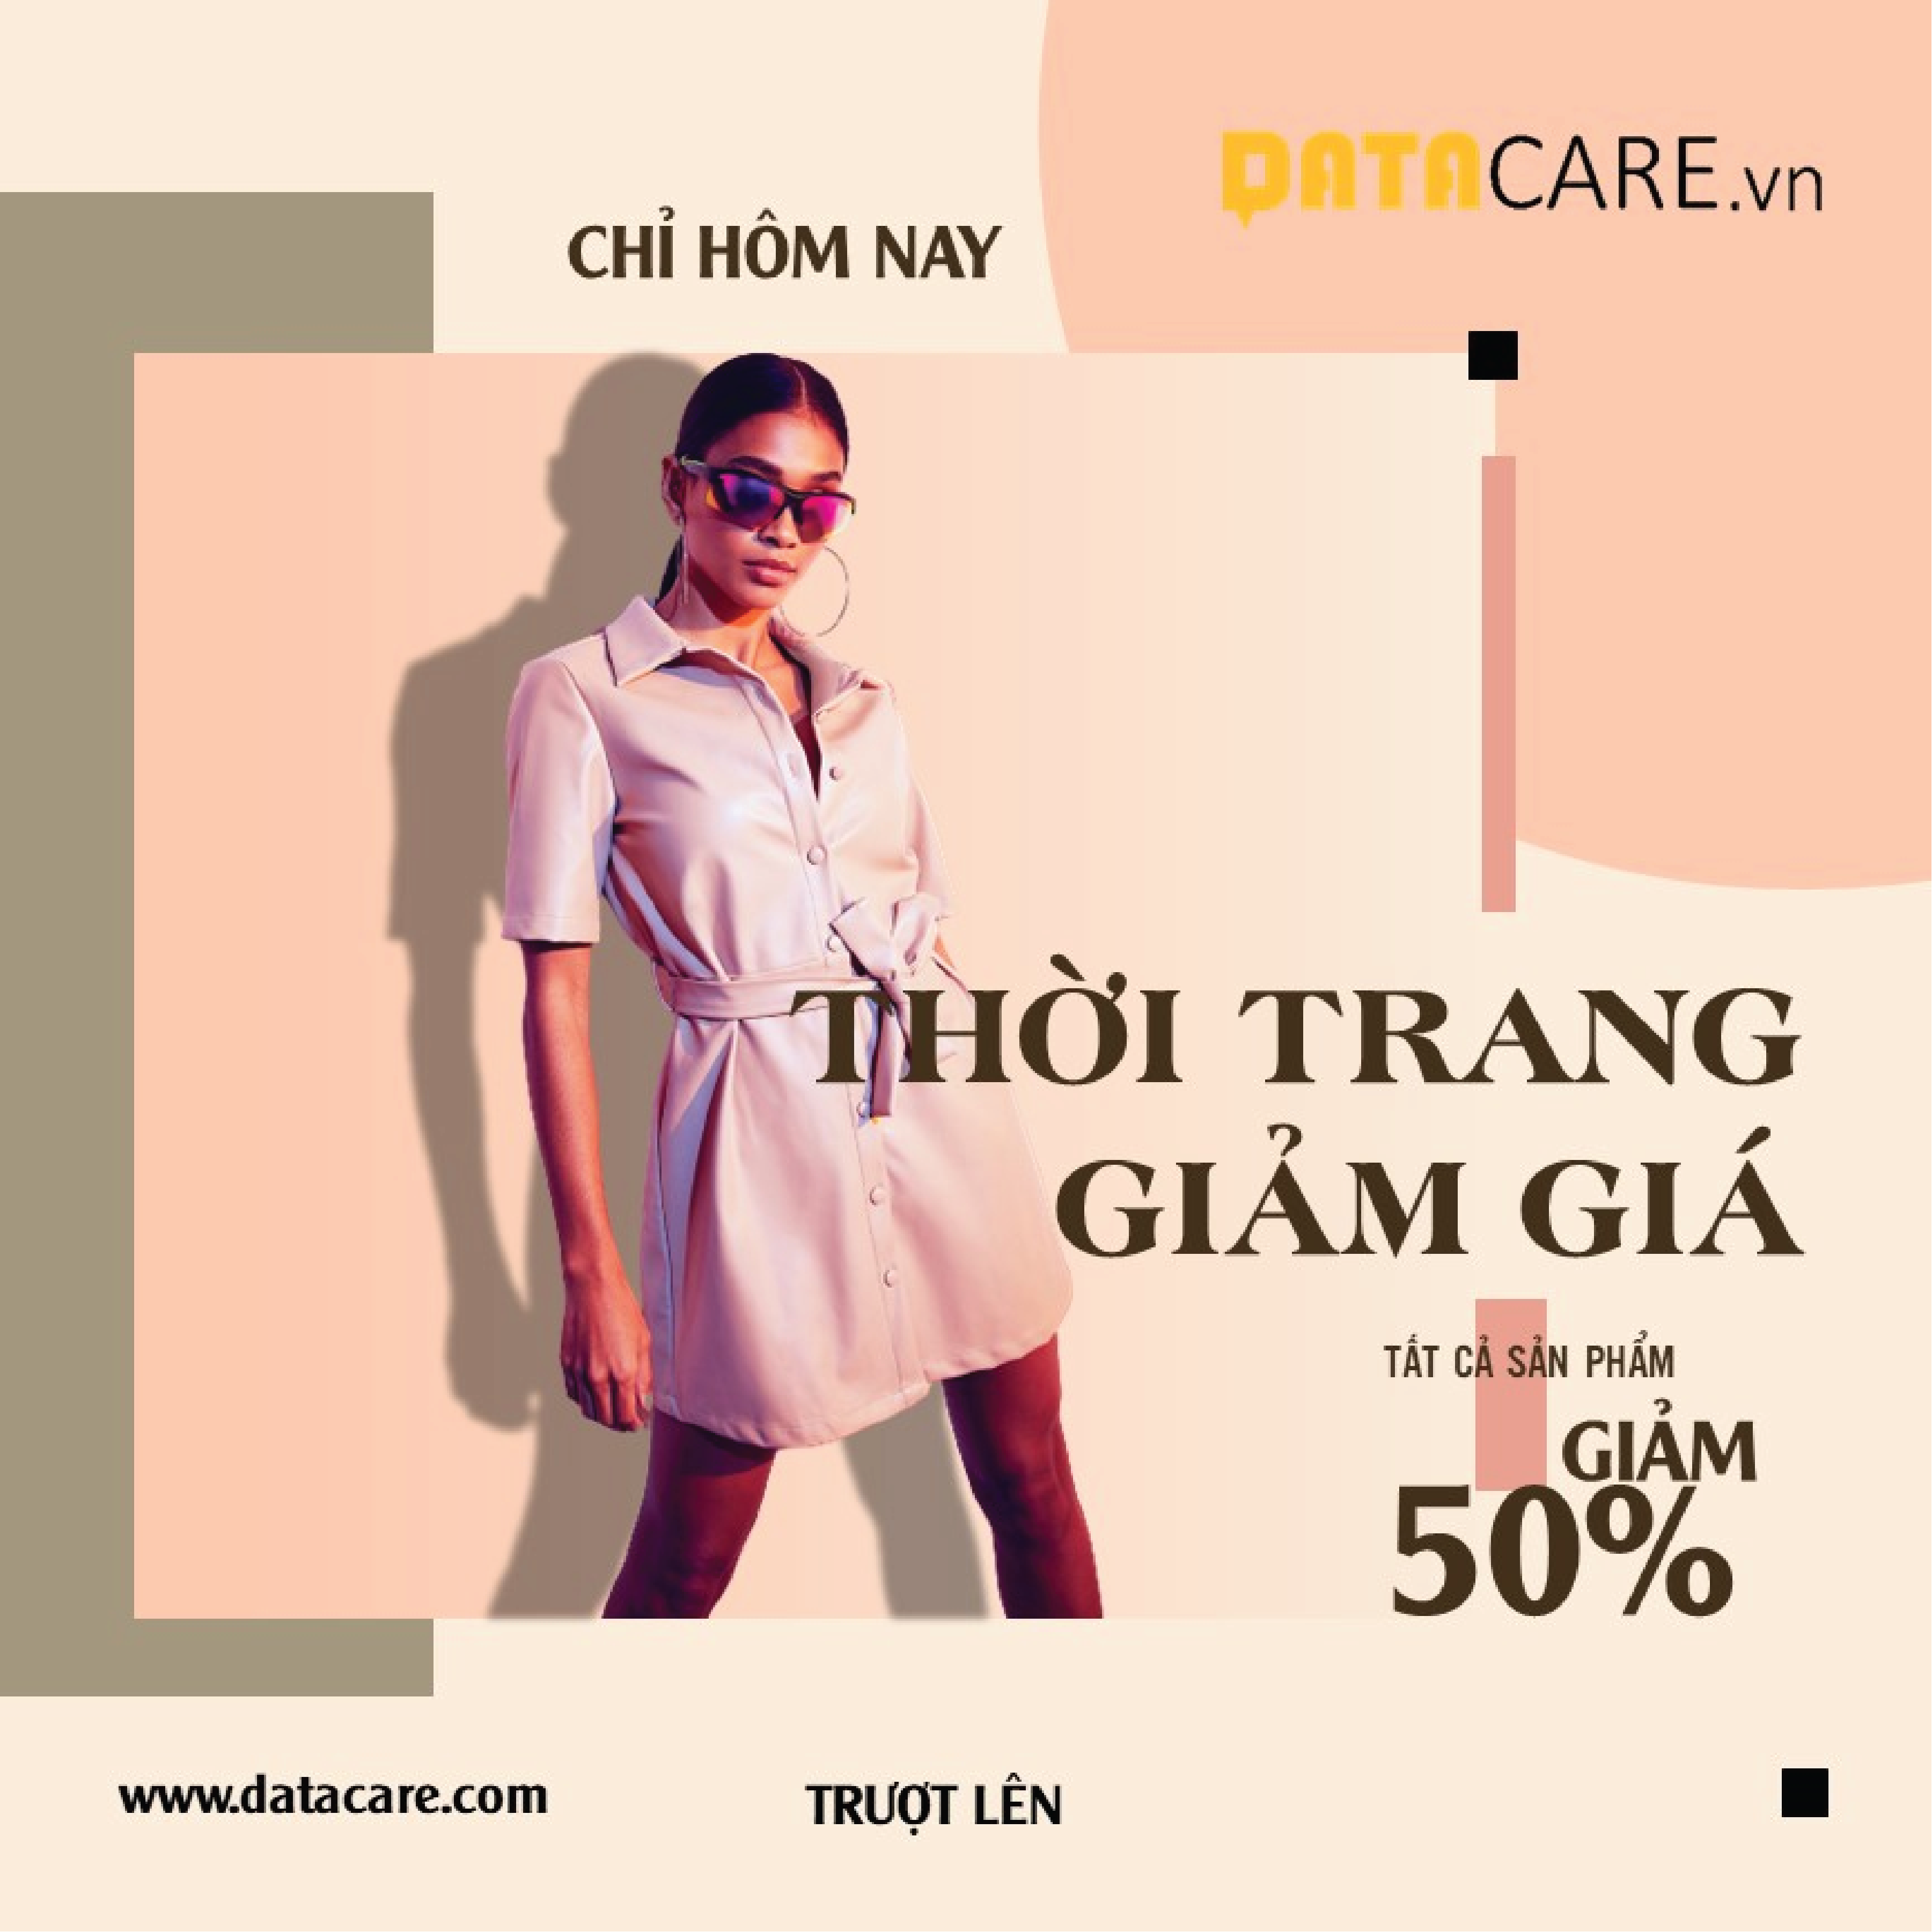 DATACARE.vn
CHỈ HÔM NAY
THỜI TRANG
GIẢM GIÁ
TẤT CẢ SẢN PHẨM
GIẢM
50%
www.datacare.com
TRƯỢT LÊN